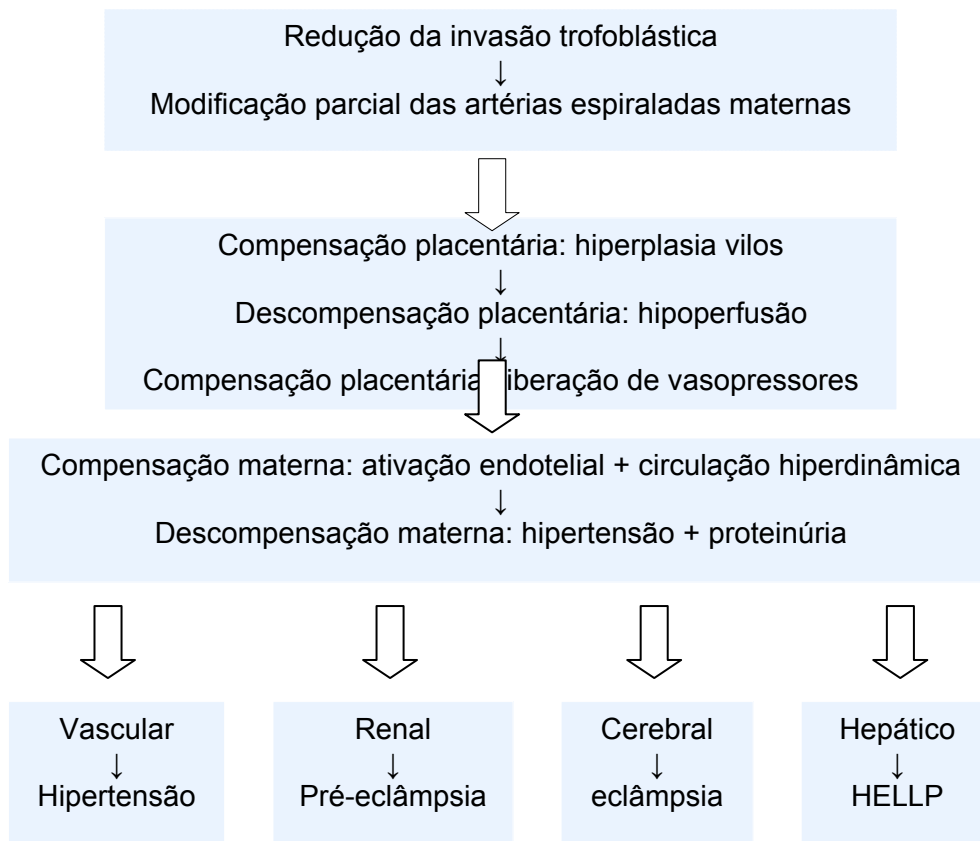 Redução da invasão trofoblástica
↓
Modificação parcial das artérias espiraladas maternas
Compensação placentária: hiperplasia vilos
↓
Descompensação placentária: hipoperfusão
↓
Compensação placentária liberação de vasopressores
Compensação materna: ativação endotelial + circulação hiperdinâmica
↓
Descompensação materna: hipertensão + proteinúria
Vascular
↓
Hipertensão
Renal
↓
Pré-eclâmpsia
Cerebral
↓
eclâmpsia
Hepático
↓
HELLP